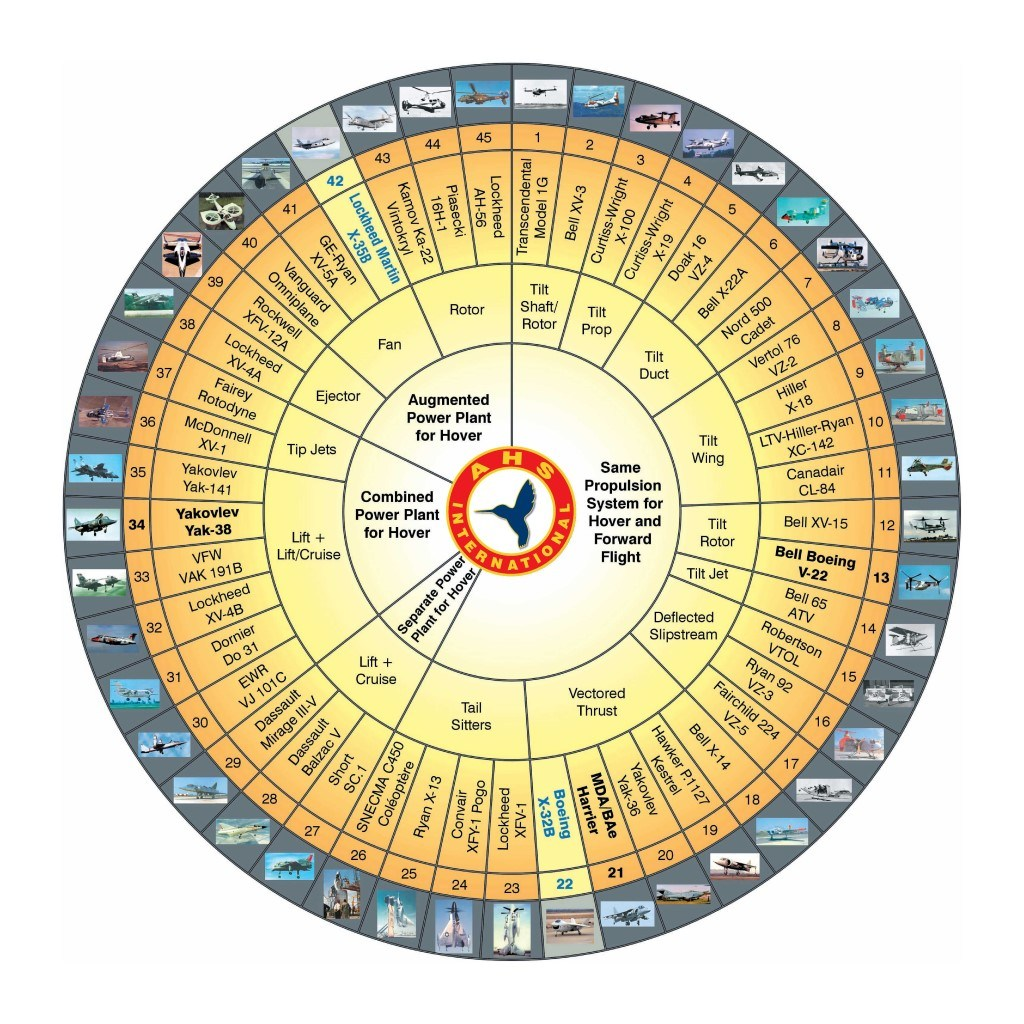 AHS
INTERNATIONAL
Same
Propulsion
System for
Hover and
Forward
Flight
Separate Power
Plant for Hover
Combined
Power Plant
for Hover
Augmented
Power Plant
for Hover
Tilt
Shaft/
Rotor
Tilt
Prop
Tilt
Duct
Tilt
Wing
Tilt
Rotor
Tilt Jet
Deflected
Slipstream
Vectored
Thrust
Tail
Sitters
Lift +
Cruise
Lift +
Lift/Cruise
Tip Jets
Ejector
Fan
Rotor
1
Transcendental
Model 1G
2
Bell XV-3
3
Curtiss-Wright
X-100
4
Curtiss-Wright
X-19
5
Doak 16
VZ-4
6
Bell X-22A
7
Nord 500
Cadet
8
Vertol 76
VZ-2
9
Hiller
X-18
10
LTV-Hiller-Ryan
XC-142
11
Canadair
CL-84
12
Bell XV-15
13
Bell Boeing
V-22
14
Bell 65
ATV
15
Robertson
VTOL
16
Ryan 92
VZ-3
17
Fairchild 224
VZ-5
18
Bell X-14
19
Hawker P.1127
Kestrel
20
Yakovlev
Yak-36
21
MDA/BAe
Harrier
22
Boeing
X-32B
23
Lockheed
XFV-1
24
Convair
XFY-1 Pogo
25
Ryan X-13
26
SNECMA C450
Coléoptère
27
Short
SC.1
28
Dassault
Balzac V
29
Dassault
Mirage III-V
30
EWR
VJ 101C
31
Dornier
Do 31
32
Lockheed
XV-4B
33
VFW
VAK 191B
34
Yakovlev
Yak-38
35
Yakovlev
Yak-141
36
McDonnell
XV-1
37
Fairey
Rotodyne
38
Lockheed
XV-4A
39
Rockwell
XFV-12A
40
Vanguard
Omniplane
41
GE-Ryan
XV-5A
42
Lockheed Martin
X-35B
43
Kamov Ka-22
Vintokryl
44
Piasecki
16H-1
45
Lockheed
AH-56